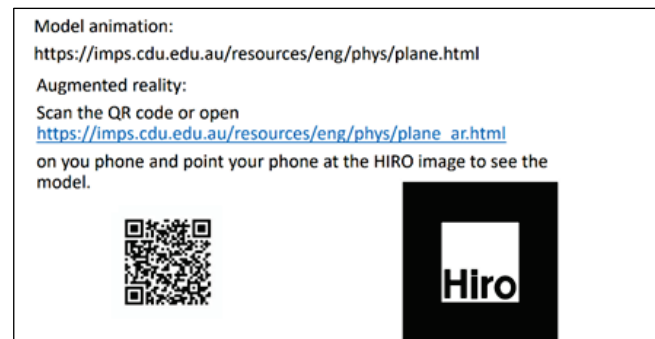 Model animation:
https://imps.cdu.edu.au/resources/eng/phys/plane.html
Augmented reality:
Scan the QR code or open
https://imps.cdu.edu.au/resources/eng/phys/plane_ar.html
on you phone and point your phone at the HIRO image to see the
model.
Hiro